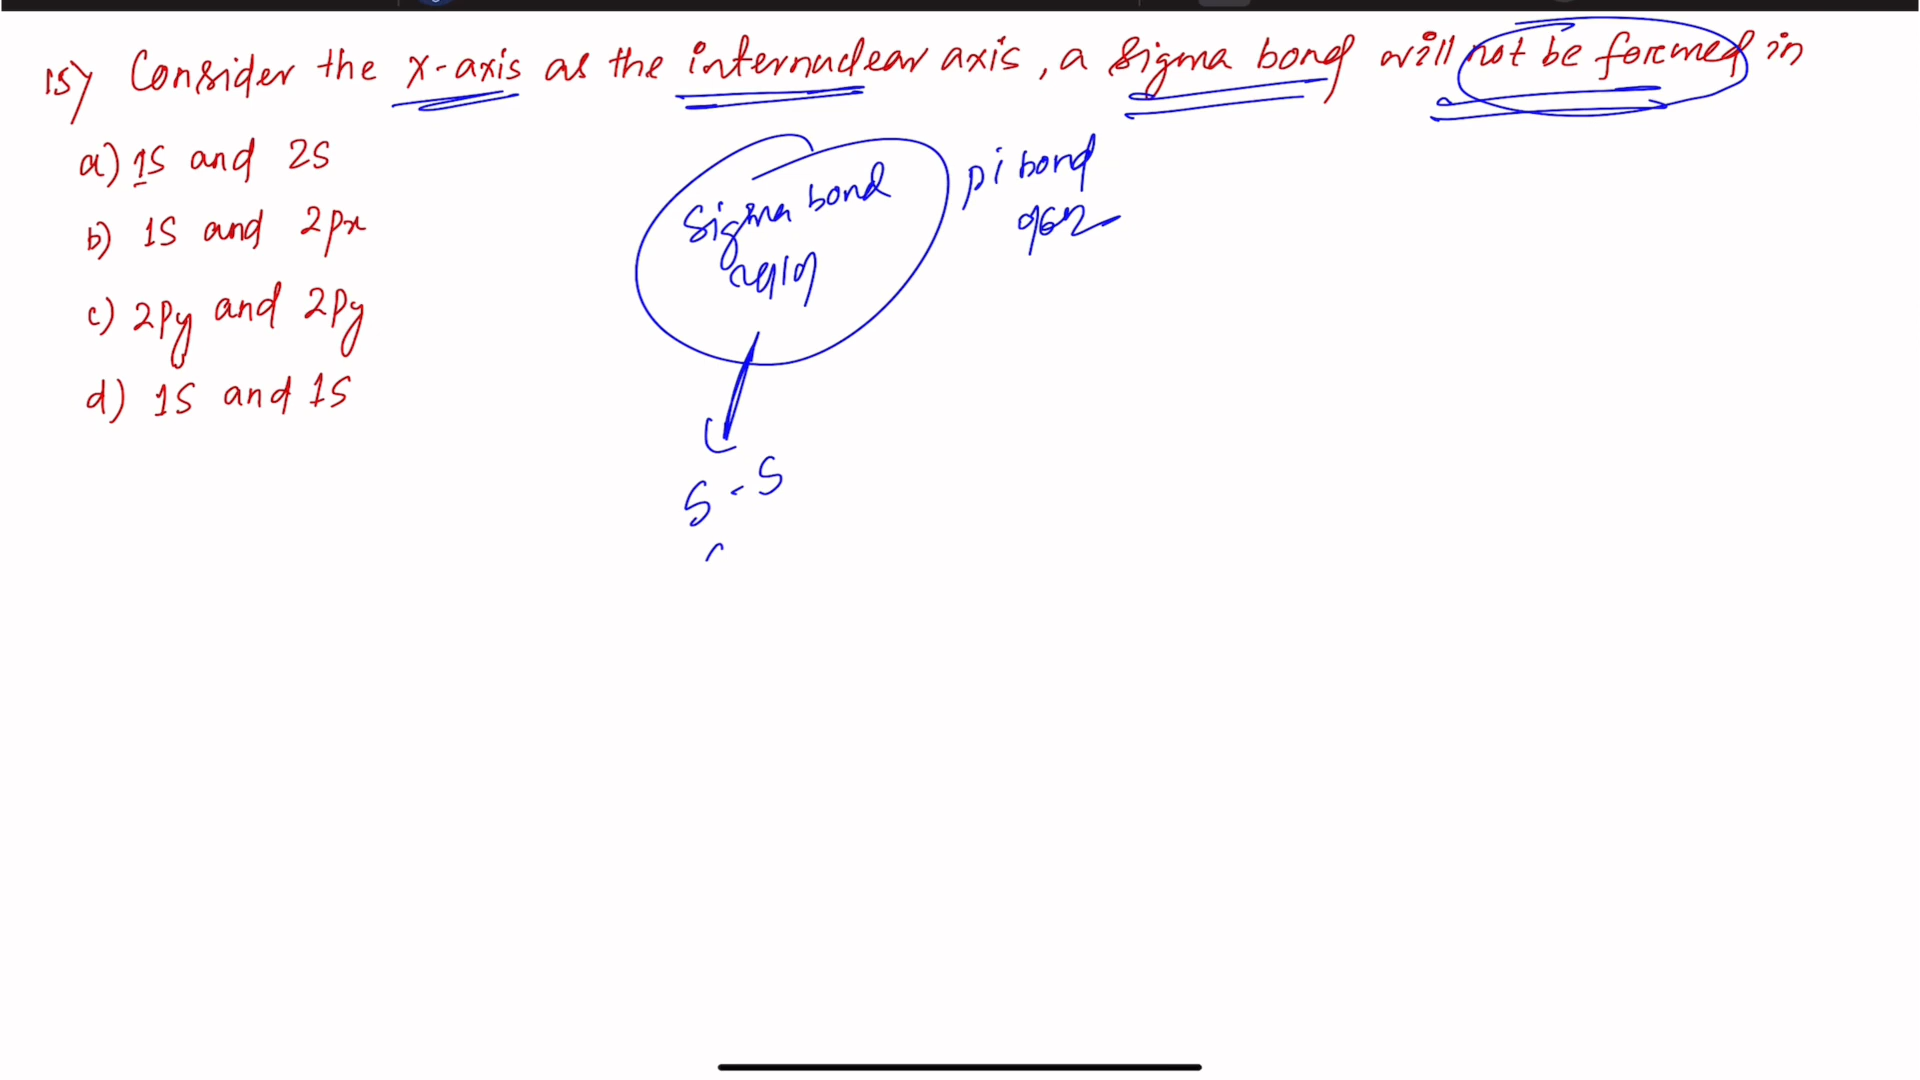 15) Consider the x-axis as the internuclear axis, a sigma bond will not be formed in
a) 1S and 2S
b) 1S and 2px
c) 2Py and 2Py
d) 1S and 1S
Sigma bond
pi bond
S - S